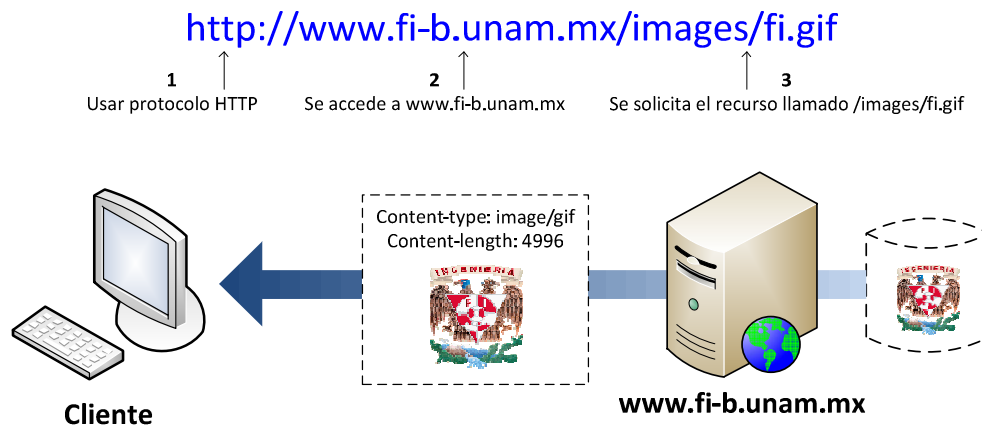 http://www.fi-b.unam.mx/images/fi.gif
1
Usar protocolo HTTP
2
Se accede a www.fi-b.unam.mx
3
Se solicita el recurso llamado /images/fi.gif
Content-type: image/gif
Content-length: 4996
INGENIERIA
INGENIERIA
Cliente
www.fi-b.unam.mx